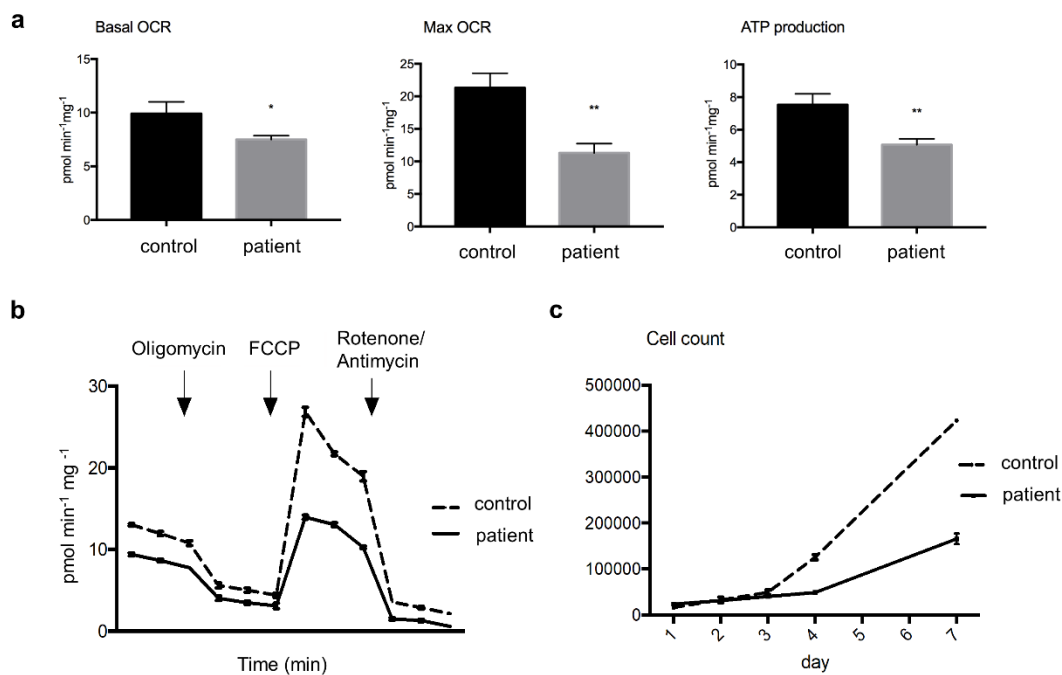 a
Basal OCR
Max OCR
ATP production
pmol min⁻¹mg⁻¹
15
10
5
0
*
control
patient
pmol min⁻¹mg⁻¹
25
20
15
10
5
0
**
control
patient
pmol min⁻¹mg⁻¹
10
8
6
4
2
0
**
control
patient
b
Oligomycin
FCCP
Rotenone/
Antimycin
pmol min⁻¹ mg ⁻¹
30
20
10
0
control
patient
Time (min)
c
Cell count
500000
400000
300000
200000
100000
0
control
patient
1
2
3
4
5
6
7
day